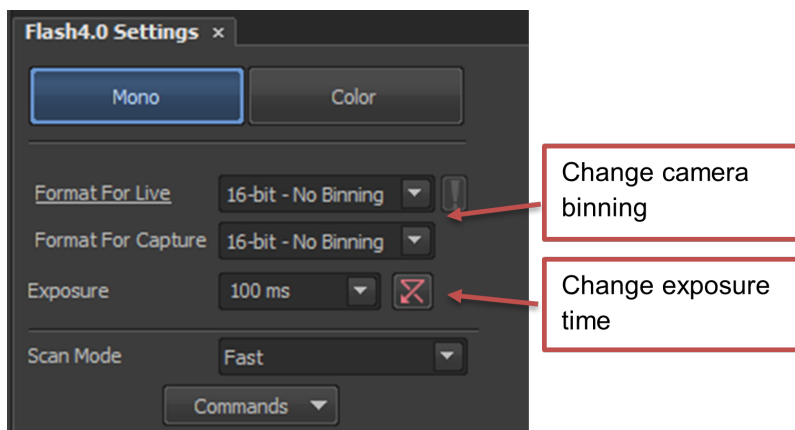 Flash4.0 Settings ×
Mono Color
Format For Live 16-bit - No Binning
Format For Capture 16-bit - No Binning
Exposure 100 ms
Scan Mode Fast
Commands
Change camera
binning
Change exposure
time